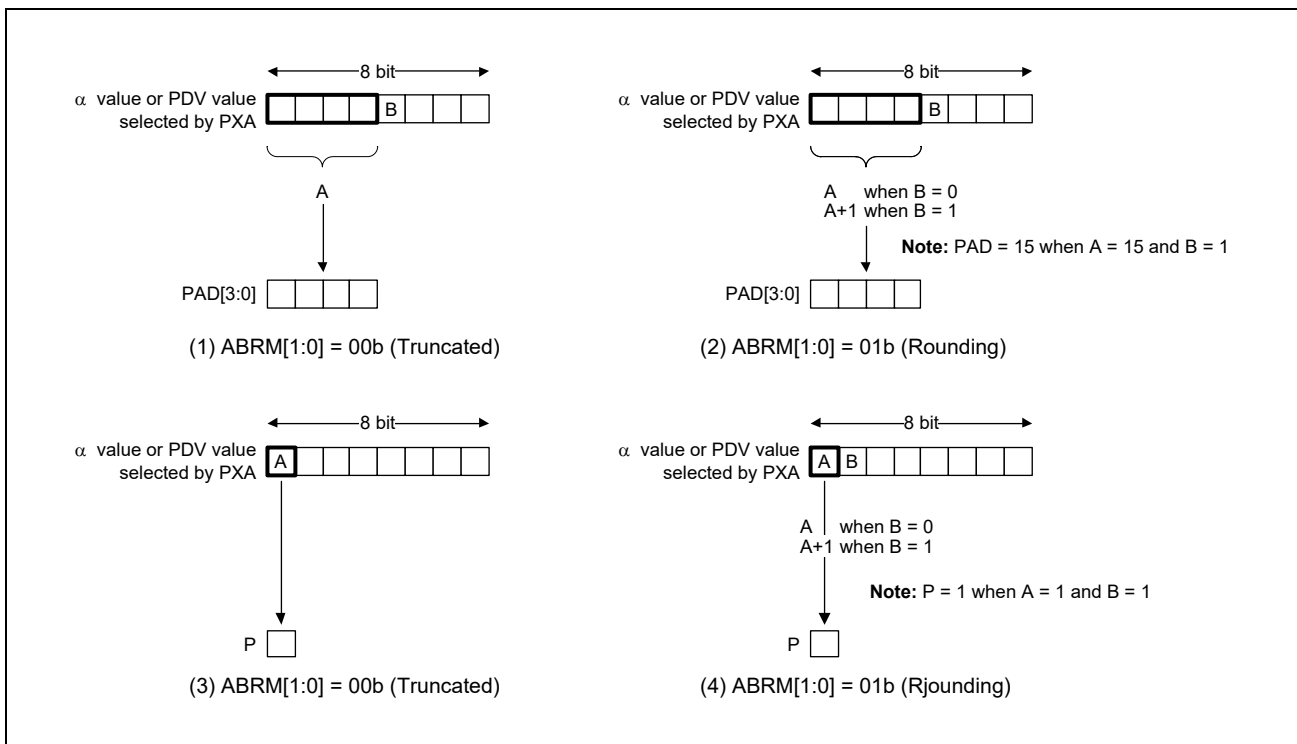 8 bit
α value or PDV value
selected by PXA
B
A
PAD[3:0]
(1) ABRM[1:0] = 00b (Truncated)
8 bit
α value or PDV value
selected by PXA
B
A when B = 0
A+1 when B = 1
Note: PAD = 15 when A = 15 and B = 1
PAD[3:0]
(2) ABRM[1:0] = 01b (Rounding)
8 bit
α value or PDV value
selected by PXA
A
P
(3) ABRM[1:0] = 00b (Truncated)
8 bit
α value or PDV value
selected by PXA
A B
A when B = 0
A+1 when B = 1
Note: P = 1 when A = 1 and B = 1
P
(4) ABRM[1:0] = 01b (Rjounding)